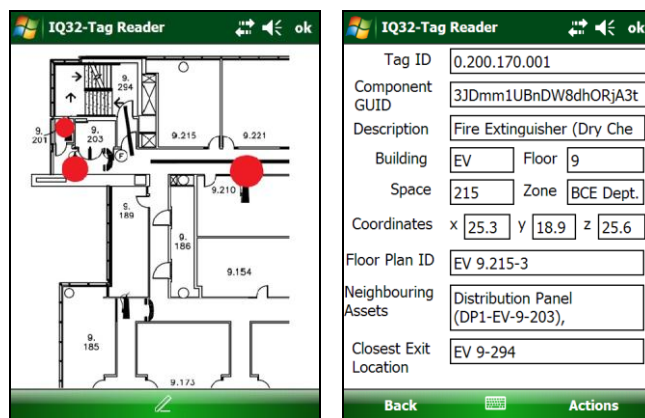 IQ32-Tag Reader ok
9.
294
9.
201
9.
203
F
9.215
9.221
9.210
9.
189
9.
186
9.154
9.
185
9.173
IQ32-Tag Reader ok
Tag ID 0.200.170.001
Component
GUID 3JDmm1UBnDW8dhORjA3t
Description Fire Extinguisher (Dry Che
Building EV Floor 9
Space 215 Zone BCE Dept.
Coordinates x 25.3 y 18.9 z 25.6
Floor Plan ID EV 9.215-3
Neighbouring
Assets
Distribution Panel
(DP1-EV-9-203),
Closest Exit
Location
EV 9-294
Back Actions